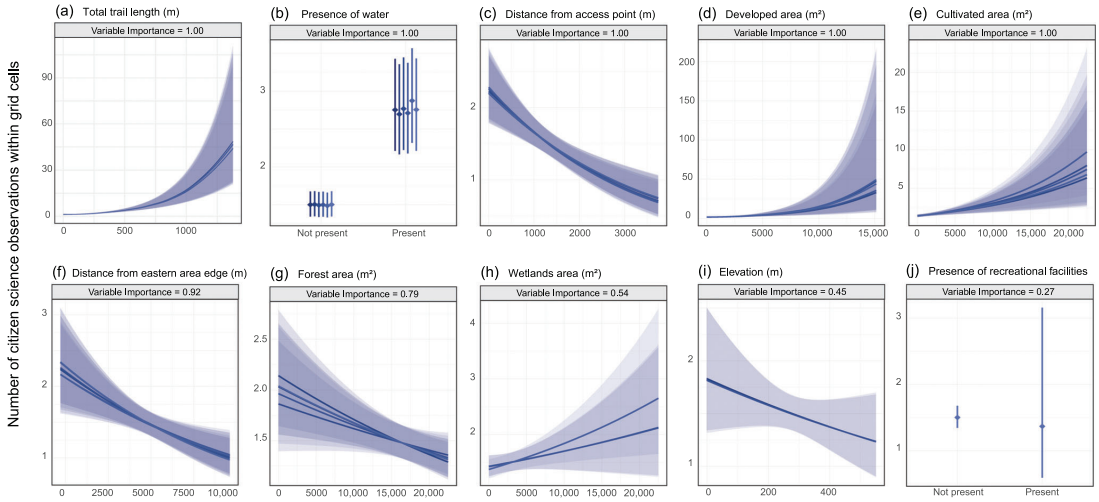 Number of citizen science observations within grid cells
(a) Total trail length (m)
Variable Importance = 1.00
90
60
30
0
0 500 1000
(b) Presence of water
Variable Importance = 1.00
3
2
Not present Present
(c) Distance from access point (m)
Variable Importance = 1.00
2
1
0 1000 2000 3000
(d) Developed area (m²)
Variable Importance = 1.00
200
150
100
50
0
0 5000 10,000 15,000
(e) Cultivated area (m²)
Variable Importance = 1.00
20
15
10
5
0 5000 10,000 15,000 20,000
(f) Distance from eastern area edge (m)
Variable Importance = 0.92
3
2
1
0 2500 5000 7500 10,000
(g) Forest area (m²)
Variable Importance = 0.79
2.5
2.0
1.5
0 5000 10,000 15,000 20,000
(h) Wetlands area (m²)
Variable Importance = 0.54
4
3
2
0 5000 10,000 15,000 20,000
(i) Elevation (m)
Variable Importance = 0.45
2
1
0 200 400
(j) Presence of recreational facilities
Variable Importance = 0.27
3
2
1
Not present Present